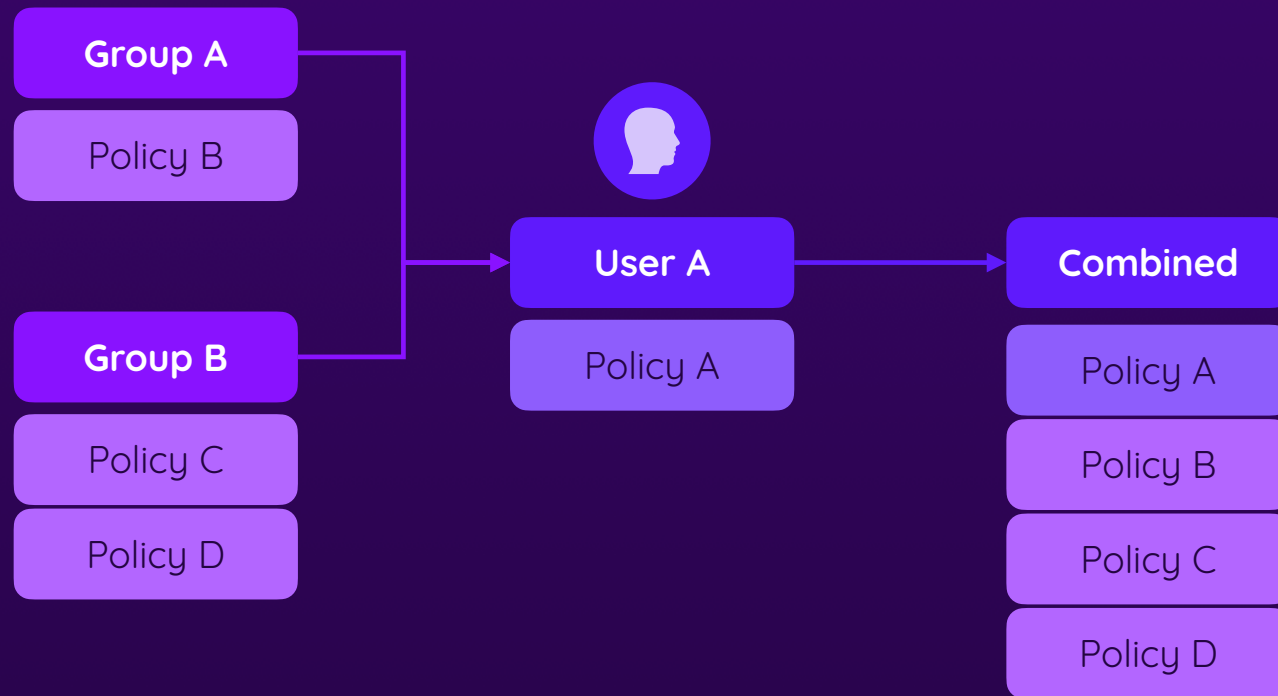 Group A
Policy B
Group B
Policy C
Policy D
User A
Policy A
Combined
Policy A
Policy B
Policy C
Policy D